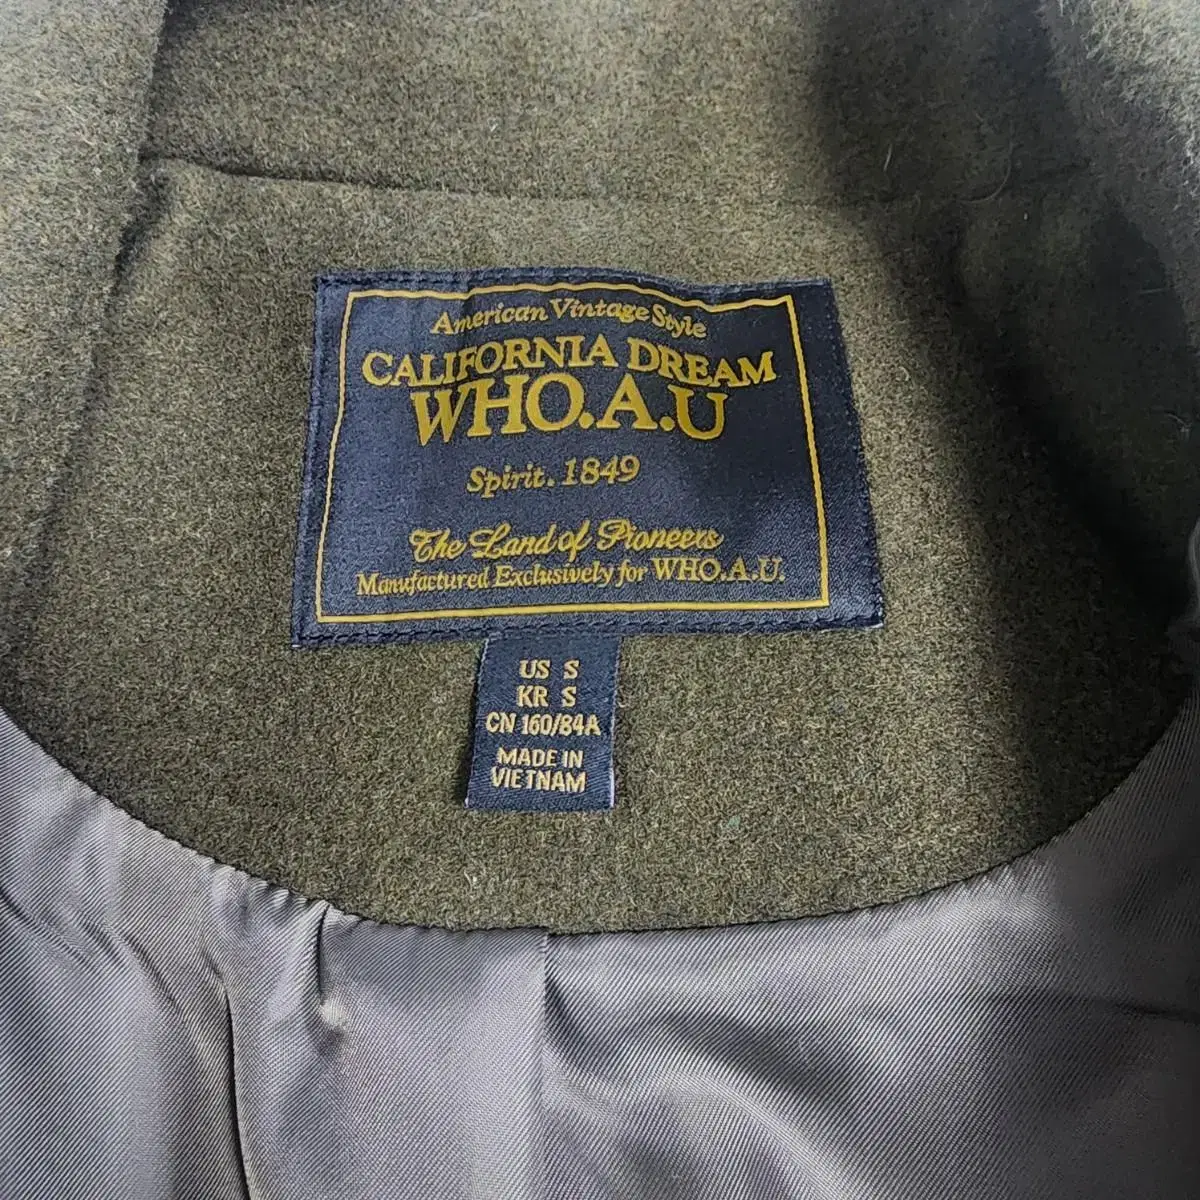 American Vintage Style
CALIFORNIA DREAM
WHO.A.U
Spirit. 1849
The Land of Pioneers
Manufactured Exclusively for WHO.A.U.
US S
KR S
CN 160/84A
MADE IN
VIETNAM